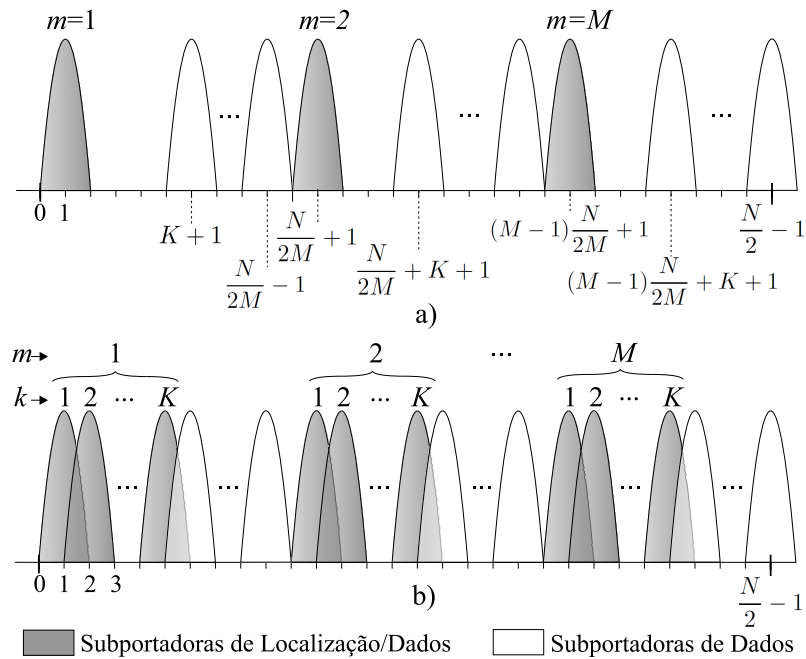 m=1 m=2 m=M
... ... ...
0 1
K + 1
N/2M − 1
N/2M + 1
N/2M + K + 1
(M − 1) N/2M + 1
(M − 1) N/2M + K + 1
N/2 − 1
a)
m→ 1 2 ... M
k→ 1 2 ... K 1 2 ... K 1 2 ... K
... ... ... ... ... ...
0 1 2 3
N/2 − 1
b)
Subportadoras de Localização/Dados
Subportadoras de Dados